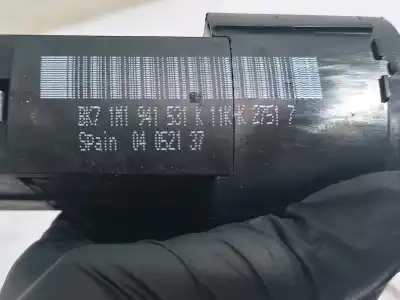 BK7 1M1 941 531 K 11K-K 2751 7
Spain 04 0521 37